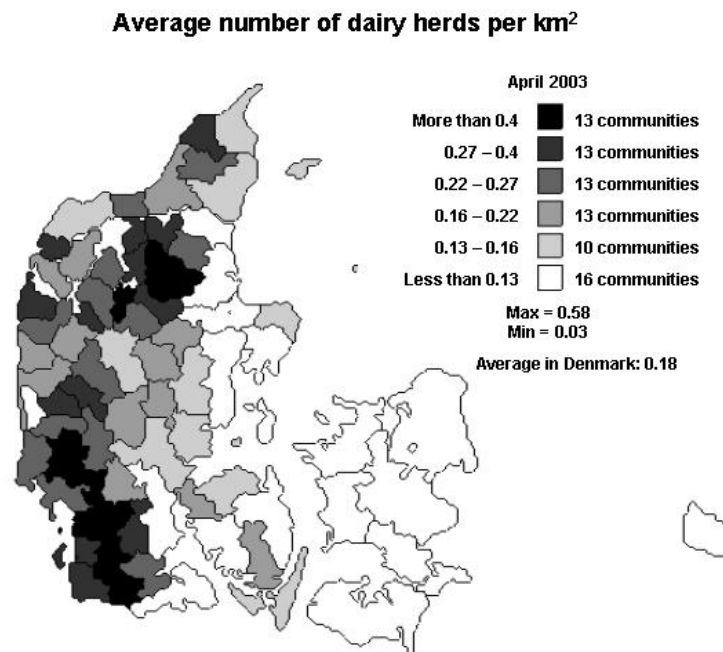 Average number of dairy herds per km²
April 2003
More than 0.4 13 communities
0.27 – 0.4 13 communities
0.22 – 0.27 13 communities
0.16 – 0.22 13 communities
0.13 – 0.16 10 communities
Less than 0.13 16 communities
Max = 0.58
Min = 0.03
Average in Denmark: 0.18